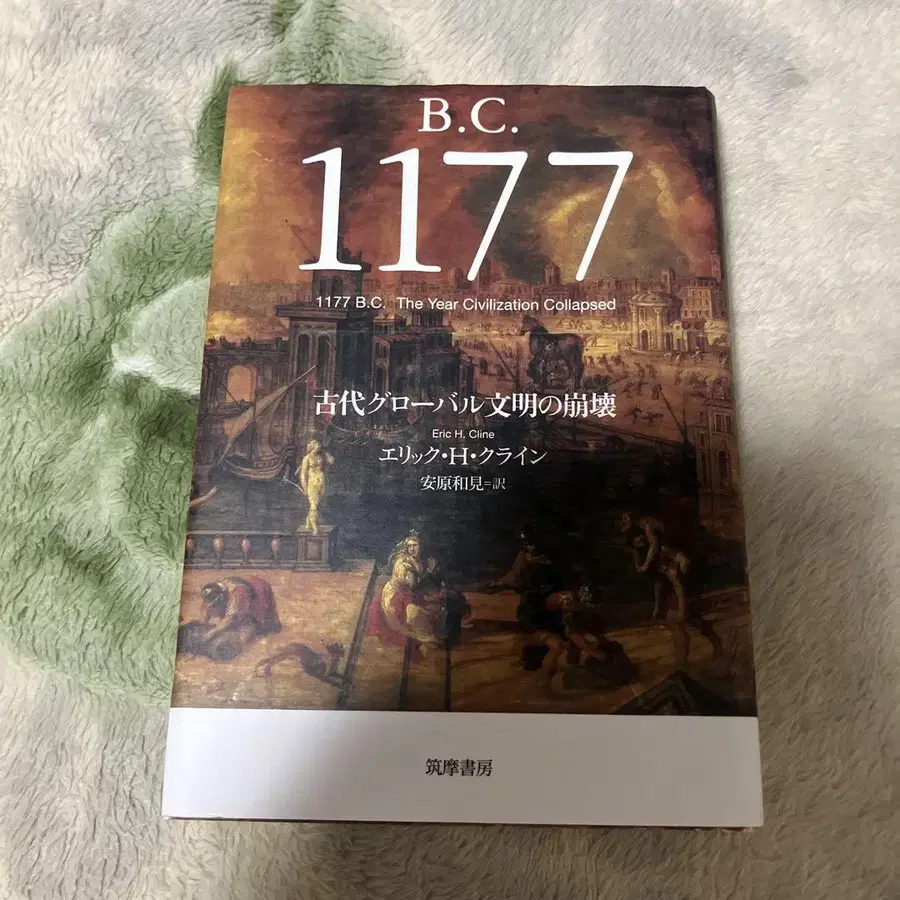 B.C.
1177
1177 B.C. The Year Civilization Collapsed
古代グローバル文明の崩壊
Eric H. Cline
エリック・H・クライン
安原和見=訳
筑摩書房